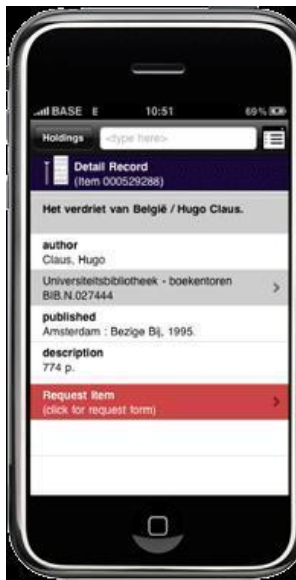 BASE E 10:51 69%
Holdings <type here>
Detail Record
(Item 000529288)
Het verdriet van België / Hugo Claus.
author
Claus, Hugo
Universiteitsbibliotheek - boekentoren
BIB.N.027444
published
Amsterdam : Bezige Bij, 1995.
description
774 p.
Request Item
(click for request form)